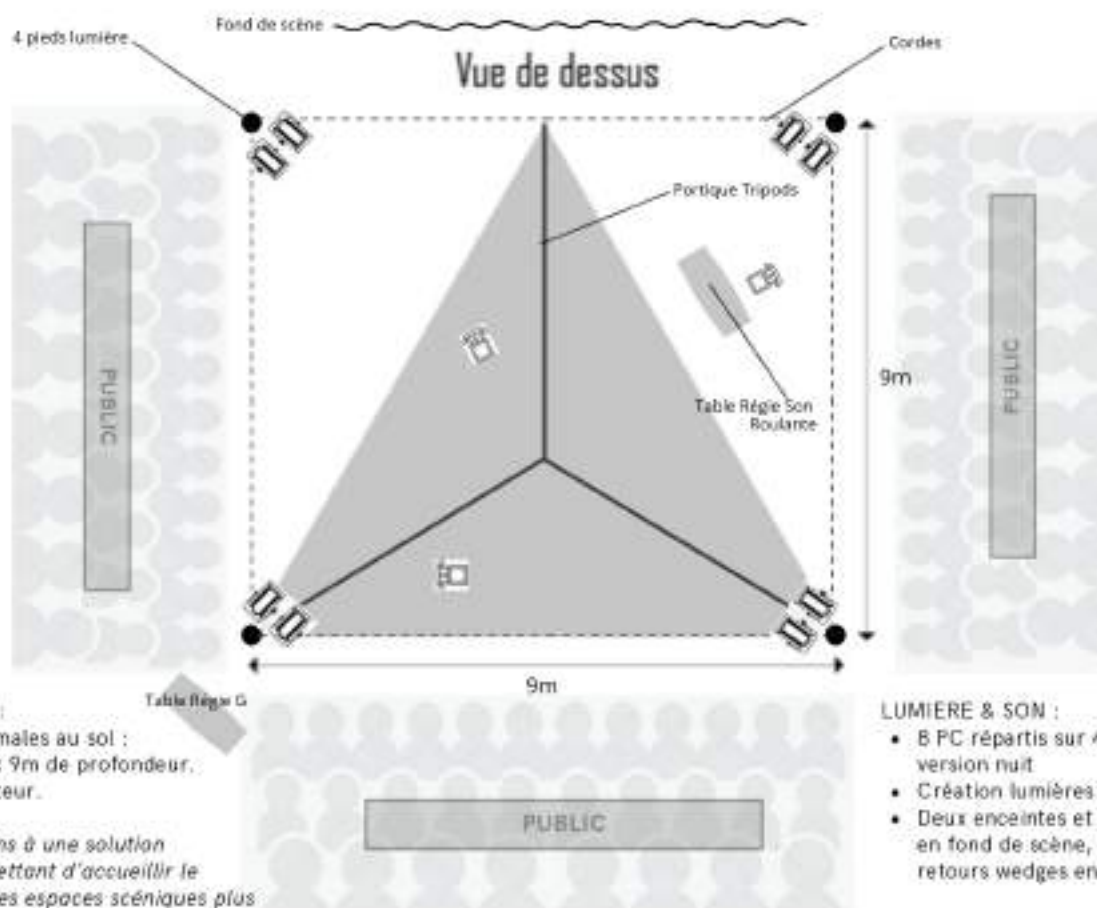 Fond de scène
4 pieds lumière
Cordes
Vue de dessus
Portique Tripods
PUBLIC
PUBLIC
9m
Table Régie Son
Roulante
9m
Table Régie G
:
males au sol :
9m de profondeur.
teur.
ns à une solution
ettant d'accueillir le
es espaces scéniques plus
PUBLIC
LUMIERE & SON :
• 8 PC répartis sur 4
version nuit
• Création lumières
• Deux enceintes et
en fond de scène,
retours wedges en